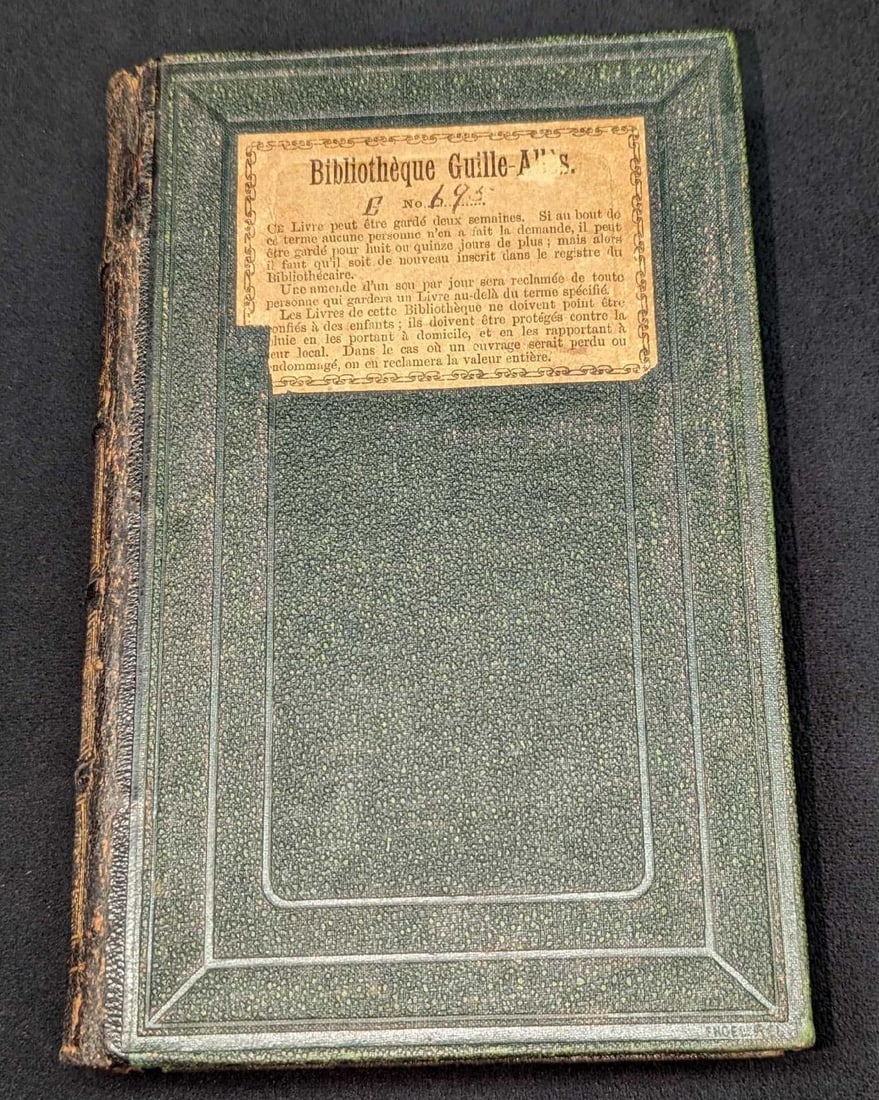 Bibliothèque Guille-Allès.
E No. 695
CE Livre peut être gardé deux semaines. Si au bout de
ce terme aucune personne n'en a fait la demande, il peut
être gardé pour huit ou quinze jours de plus ; mais alors
il faut qu'il soit de nouveau inscrit dans le registre du
Bibliothécaire.
Une amende d'un sou par jour sera reclamée de toute
personne qui gardera un Livre au-delà du terme spécifié.
Les Livres de cette Bibliothèque ne doivent point être
onfiés à des enfants ; ils doivent être protégés contre la
luie en les portant à domicile, et en les rapportant à
eur local. Dans le cas où un ouvrage serait perdu ou
ndommagé, on en reclamera la valeur entière.